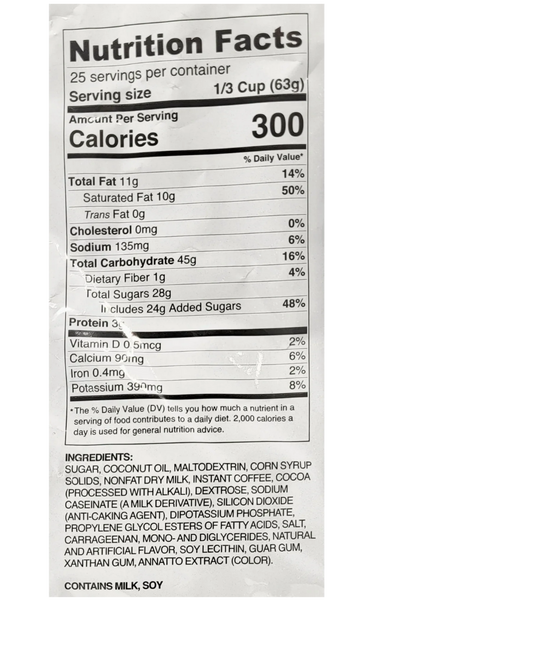 Nutrition Facts
25 servings per container
Serving size 1/3 Cup (63g)
Amount Per Serving
Calories 300
% Daily Value*
Total Fat 11g 14%
Saturated Fat 10g 50%
Trans Fat 0g
Cholesterol 0mg 0%
Sodium 135mg 6%
Total Carbohydrate 45g 16%
Dietary Fiber 1g 4%
Total Sugars 28g
Includes 24g Added Sugars 48%
Protein 3g
Vitamin D 0.5mcg 2%
Calcium 90mg 6%
Iron 0.4mg 2%
Potassium 390mg 8%
*The % Daily Value (DV) tells you how much a nutrient in a
serving of food contributes to a daily diet. 2,000 calories a
day is used for general nutrition advice.
INGREDIENTS:
SUGAR, COCONUT OIL, MALTODEXTRIN, CORN SYRUP
SOLIDS, NONFAT DRY MILK, INSTANT COFFEE, COCOA
(PROCESSED WITH ALKALI), DEXTROSE, SODIUM
CASEINATE (A MILK DERIVATIVE), SILICON DIOXIDE
(ANTI-CAKING AGENT), DIPOTASSIUM PHOSPHATE,
PROPYLENE GLYCOL ESTERS OF FATTY ACIDS, SALT,
CARRAGEENAN, MONO- AND DIGLYCERIDES, NATURAL
AND ARTIFICIAL FLAVOR, SOY LECITHIN, GUAR GUM,
XANTHAN GUM, ANNATTO EXTRACT (COLOR).
CONTAINS MILK, SOY